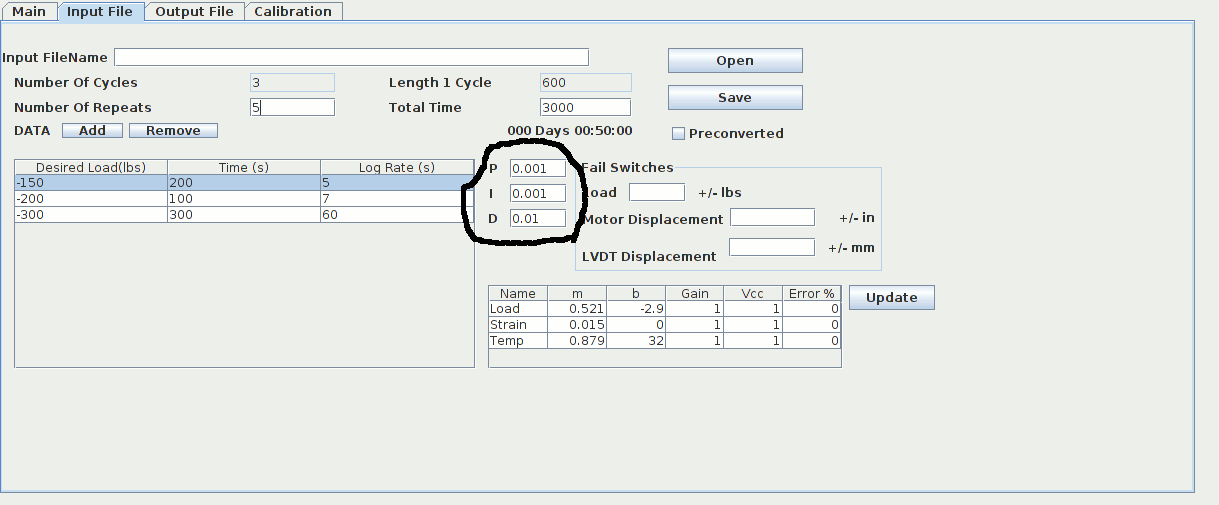 Main Input File Output File Calibration
Input FileName Open
Number Of Cycles 3 Length 1 Cycle 600
Save
Number Of Repeats 5 Total Time 3000
DATA Add Remove 000 Days 00:50:00 Preconverted
Desired Load(lbs) Time (s) Log Rate (s)
-150 200 5
-200 100 7
-300 300 60
P 0.001
I 0.001
D 0.01
Fail Switches
Load +/- lbs
Motor Displacement +/- in
LVDT Displacement +/- mm
Name m b Gain Vcc Error %
Load 0.521 -2.9 1 1 0
Strain 0.015 0 1 1 0
Temp 0.879 32 1 1 0
Update